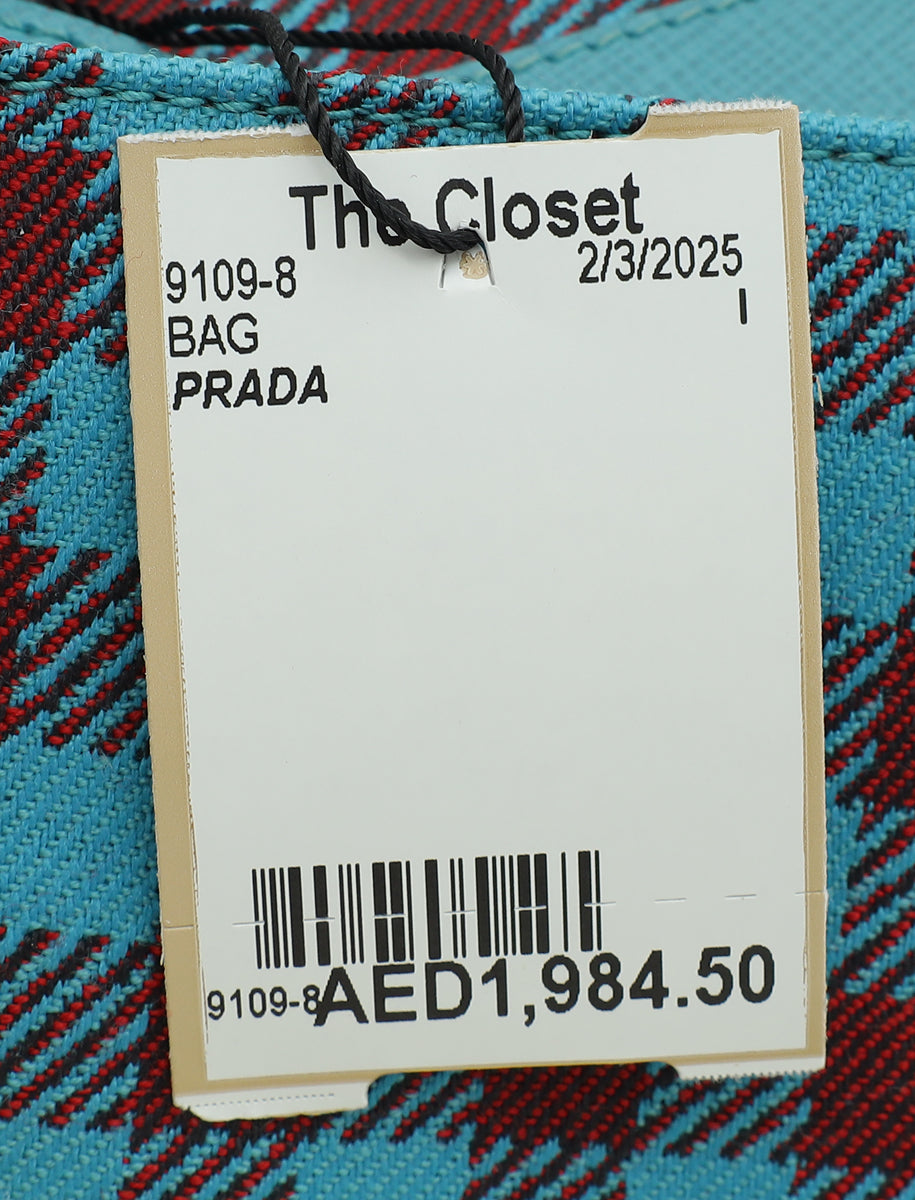 The Closet
9109-8 2/3/2025
BAG I
PRADA
9109-8 AED1,984.50